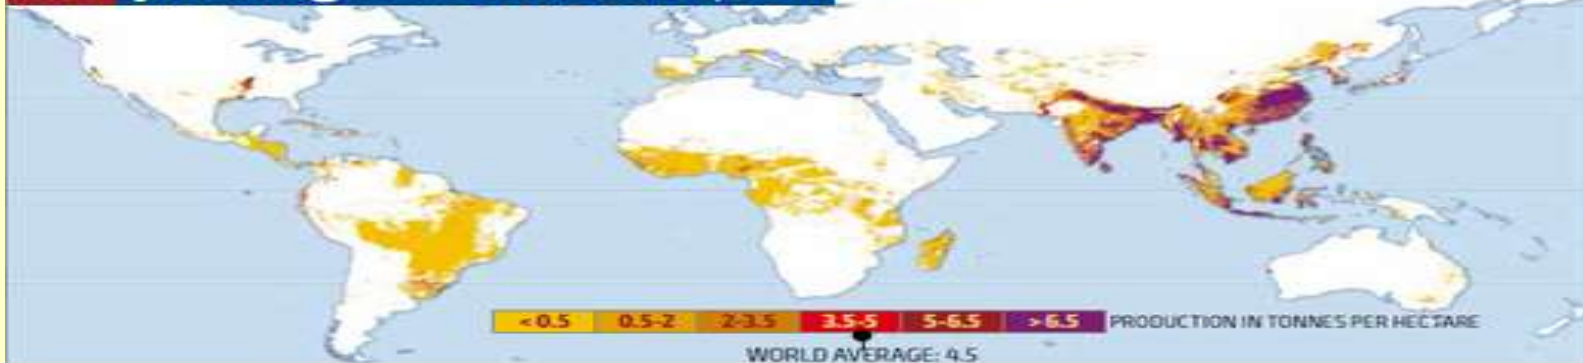 < 0.5 0.5-2 2-3.5 3.5-5 5-6.5 > 6.5 PRODUCTION IN TONNES PER HECTARE
WORLD AVERAGE: 4.5